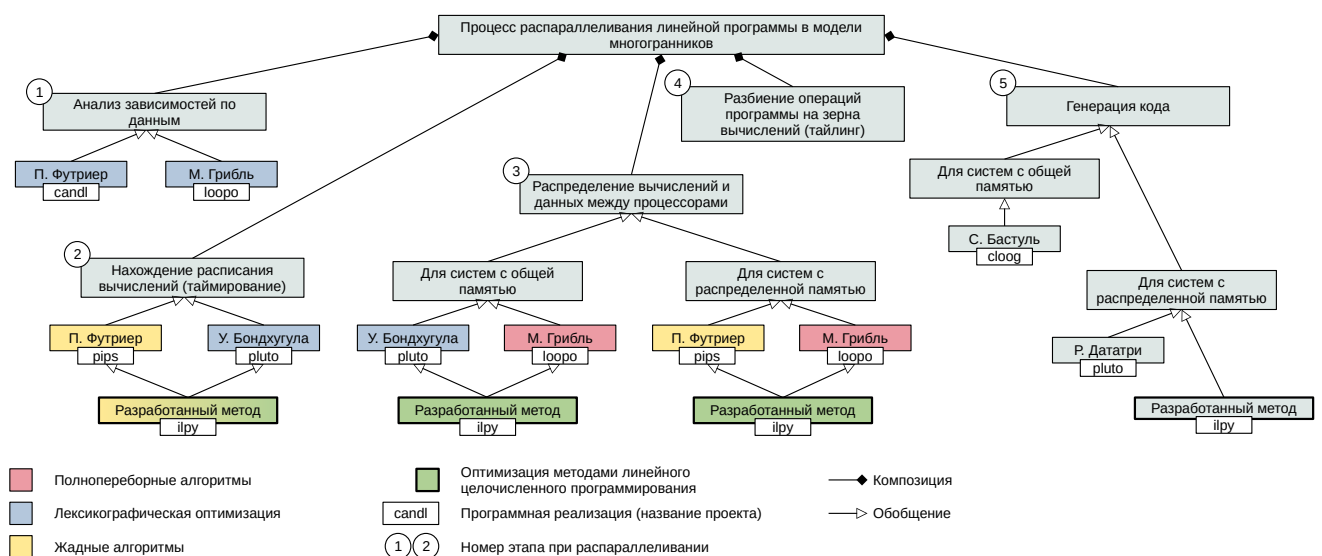 Процесс распараллеливания линейной программы в модели
многогранников
1
Анализ зависимостей по
данным
П. Футриер
candl
М. Грибль
loopo
2
Нахождение расписания
вычислений (таймирование)
П. Футриер
pips
У. Бондхугула
pluto
Разработанный метод
ilpy
3
Распределение вычислений и
данных между процессорами
Для систем с общей
памятью
У. Бондхугула
pluto
М. Грибль
loopo
Разработанный метод
ilpy
Для систем с
распределенной памятью
П. Футриер
pips
М. Грибль
loopo
Разработанный метод
ilpy
4
Разбиение операций
программы на зерна
вычислений (тайлинг)
5
Генерация кода
Для систем с общей
памятью
С. Бастуль
cloog
Для систем с
распределенной памятью
Р. Дататри
pluto
Разработанный метод
ilpy
Полнопереборные алгоритмы
Лексикографическая оптимизация
Жадные алгоритмы
Оптимизация методами линейного
целочисленного программирования
candl
Программная реализация (название проекта)
1 2
Номер этапа при распараллеливании
Композиция
Обобщение